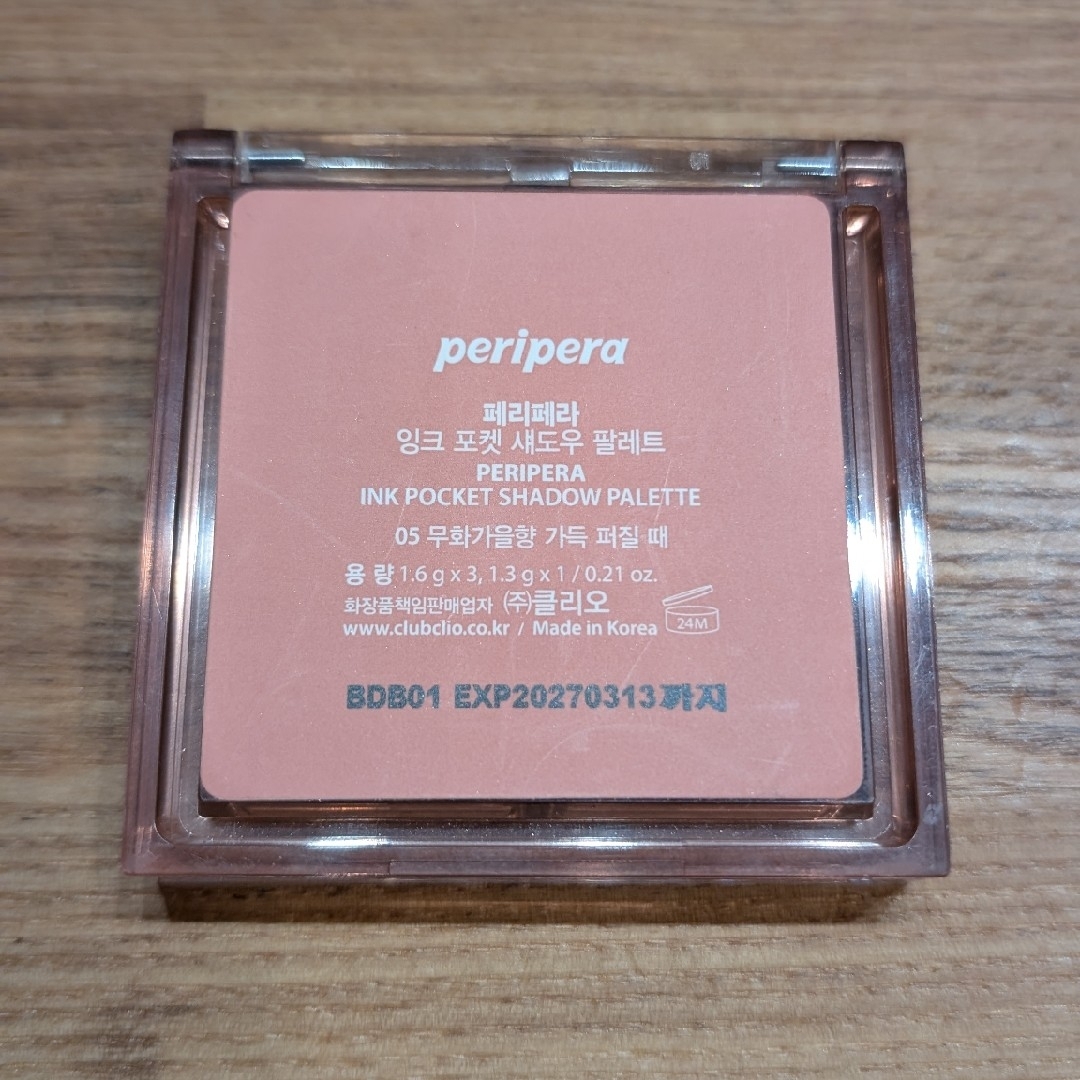 peripera
페리페라
잉크 포켓 섀도우 팔레트
PERIPERA
INK POCKET SHADOW PALETTE
05 무화가을향 가득 퍼질 때
용 량 1.6 g x 3, 1.3 g x 1 / 0.21 oz.
화장품책임판매업자 ㈜클리오
www.clubclio.co.kr / Made in Korea
24M
BDB01 EXP20270313까지